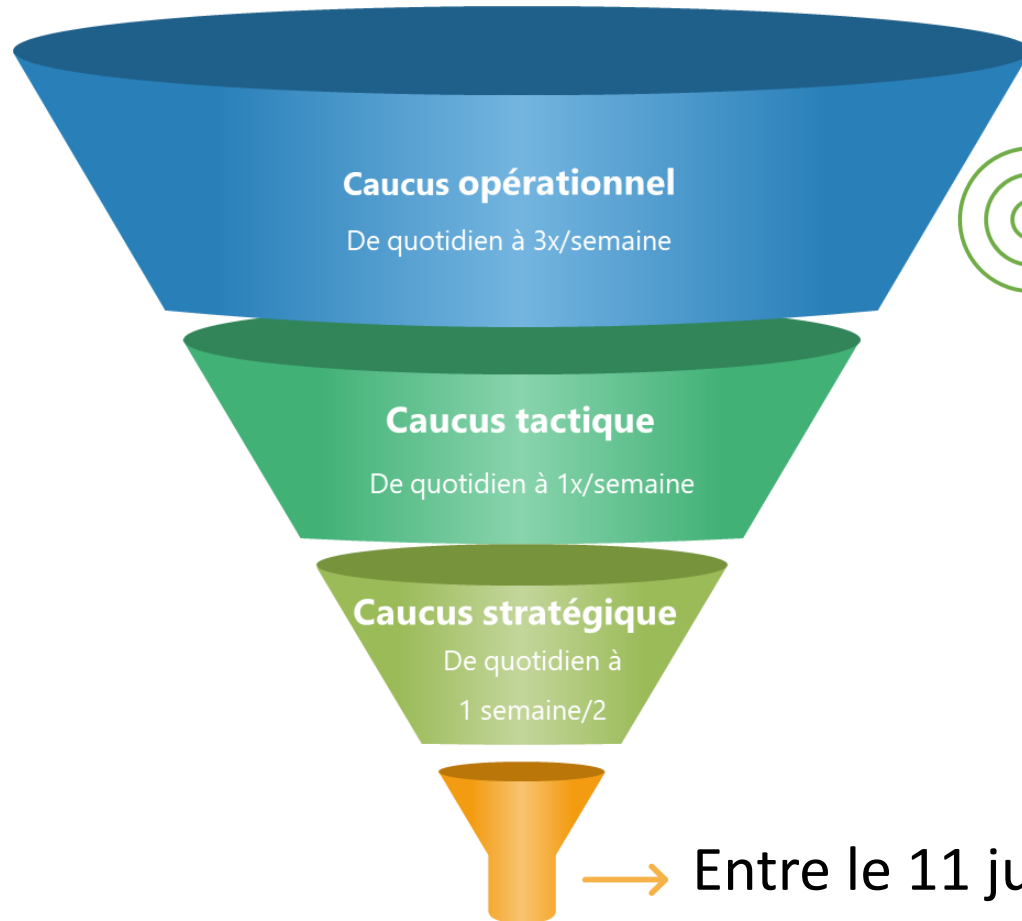 Caucus opérationnel
De quotidien à 3x/semaine
Caucus tactique
De quotidien à 1x/semaine
Caucus stratégique
De quotidien à
1 semaine/2
Entre le 11